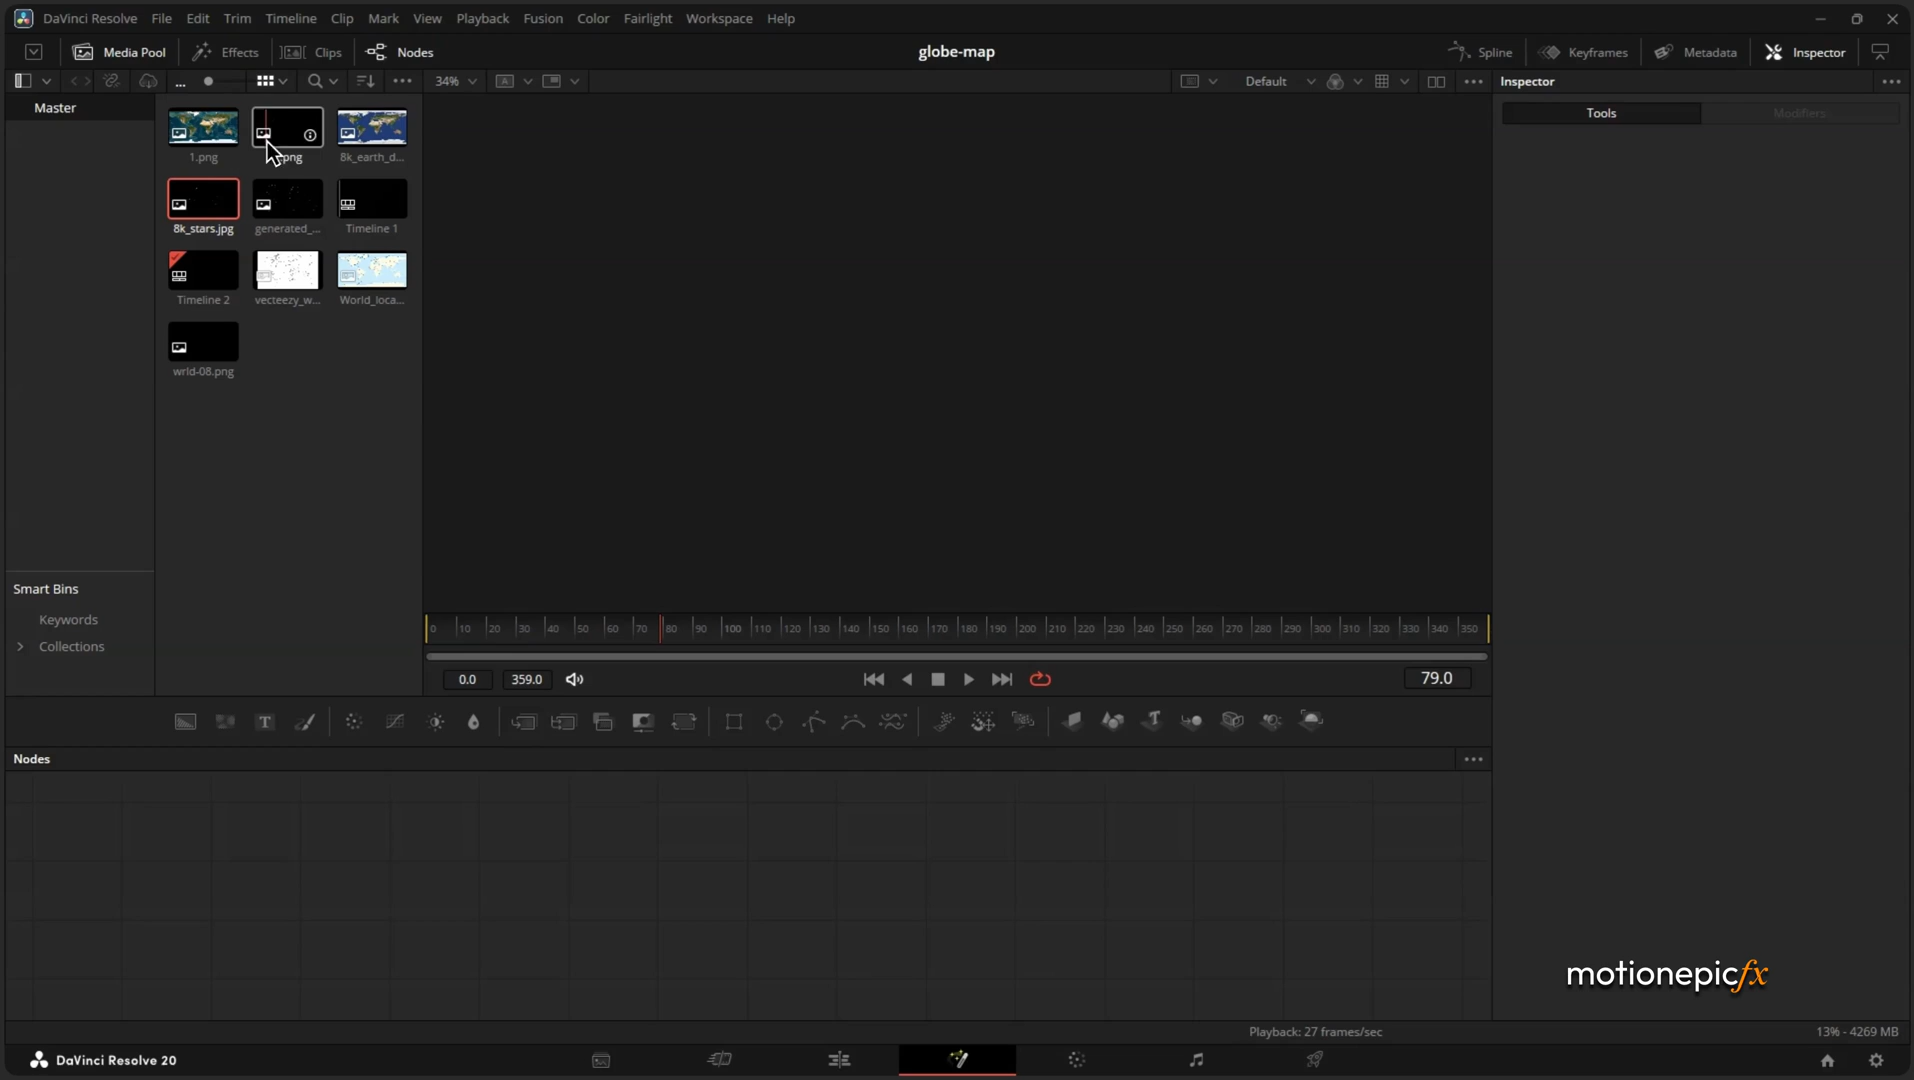 DaVinci Resolve File Edit Trim Timeline Clip Mark View Playback Fusion Color Fairlight Workspace Help
Media Pool Effects Clips Nodes globe-map Spline Keyframes Metadata Inspector
... 34% A Default Inspector
Master
Tools Modifiers
1.png png 8k_earth_d...
8k_stars.jpg generated_... Timeline 1
Timeline 2 vecteezy_w... World_loca...
wrld-08.png
Smart Bins
Keywords
Collections
0 10 20 30 40 50 60 70 80 90 100 110 120 130 140 150 160 170 180 190 200 210 220 230 240 250 260 270 280 290 300 310 320 330 340 350
0.0 359.0 79.0
T T
Nodes
motionepicfx
Playback: 27 frames/sec 13% - 4269 MB
DaVinci Resolve 20